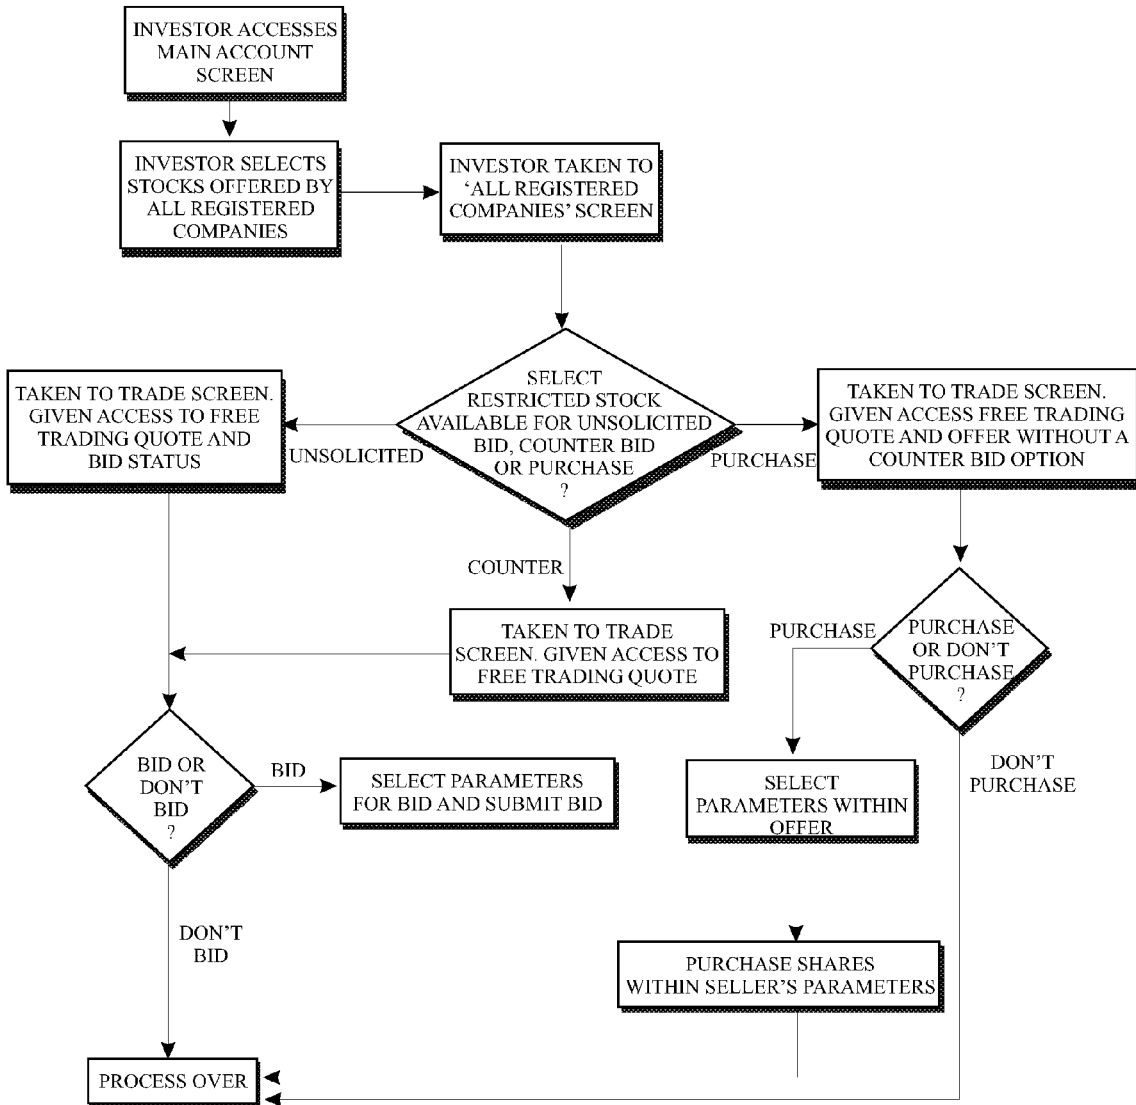 INVESTOR ACCESSES
MAIN ACCOUNT
SCREEN
INVESTOR SELECTS
STOCKS OFFERED BY
ALL REGISTERED
COMPANIES
INVESTOR TAKEN TO
‘ALL REGISTERED
COMPANIES’ SCREEN
SELECT
RESTRICTED STOCK
AVAILABLE FOR UNSOLICITED
BID, COUNTER BID
OR PURCHASE
?
UNSOLICITED
PURCHASE
COUNTER
TAKEN TO TRADE SCREEN.
GIVEN ACCESS TO FREE
TRADING QUOTE AND
BID STATUS
TAKEN TO TRADE SCREEN.
GIVEN ACCESS FREE TRADING
QUOTE AND OFFER WITHOUT A
COUNTER BID OPTION
TAKEN TO TRADE
SCREEN. GIVEN ACCESS TO
FREE TRADING QUOTE
PURCHASE
PURCHASE
OR DON’T
PURCHASE
?
DON’T
PURCHASE
BID OR
DON’T
BID
?
BID
SELECT PARAMETERS
FOR BID AND SUBMIT BID
SELECT
PARAMETERS WITHIN
OFFER
DON’T
BID
PURCHASE SHARES
WITHIN SELLER’S PARAMETERS
PROCESS OVER